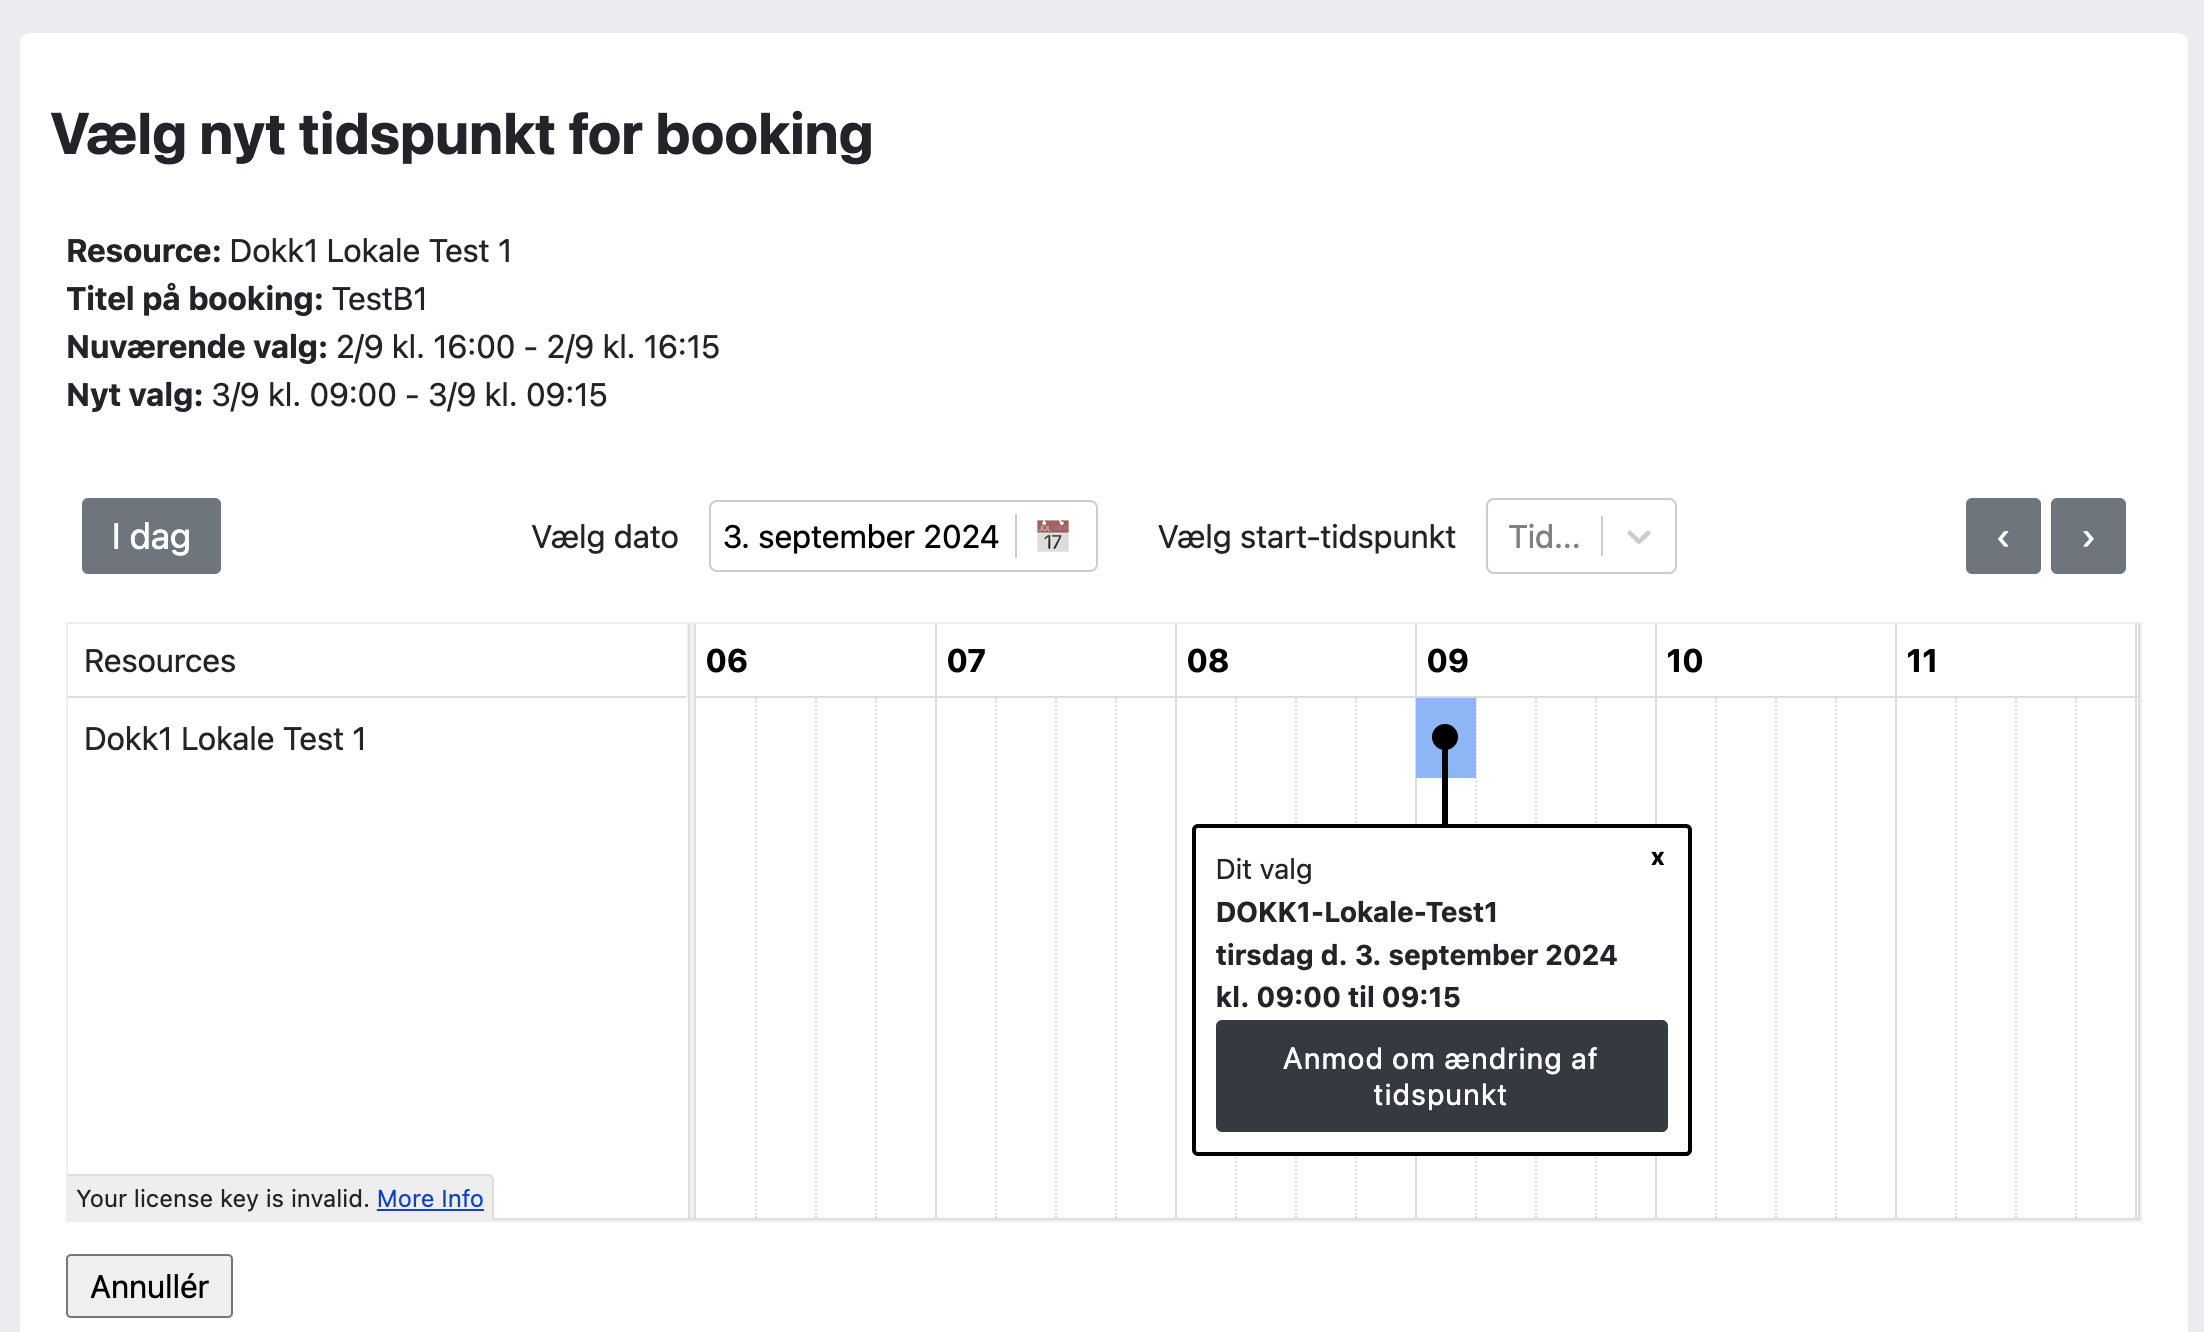 Vælg nyt tidspunkt for booking
Resource: Dokk1 Lokale Test 1
Titel på booking: TestB1
Nuværende valg: 2/9 kl. 16:00 - 2/9 kl. 16:15
Nyt valg: 3/9 kl. 09:00 - 3/9 kl. 09:15
I dag
Vælg dato
3. september 2024
JUL
17
Vælg start-tidspunkt
Tid...
‹
›
Resources
06
07
08
09
10
11
Dokk1 Lokale Test 1
x
Dit valg
DOKK1-Lokale-Test1
tirsdag d. 3. september 2024
kl. 09:00 til 09:15
Anmod om ændring af
tidspunkt
Your license key is invalid. More Info
Annullér